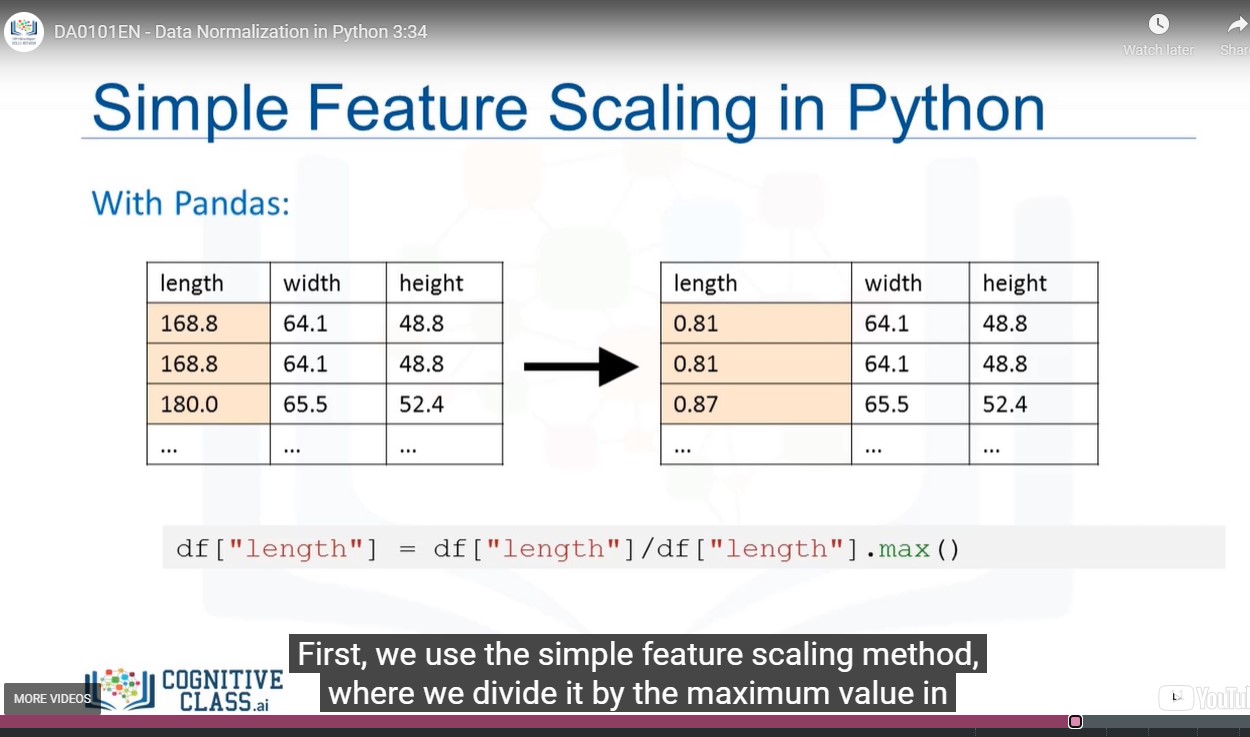 DA0101EN - Data Normalization in Python 3:34
Watch later
Simple Feature Scaling in Python
With Pandas:
length width height
168.8 64.1 48.8
168.8 64.1 48.8
180.0 65.5 52.4
... ... ...
length width height
0.81 64.1 48.8
0.81 64.1 48.8
0.87 65.5 52.4
... ... ...
df["length"] = df["length"]/df["length"].max()
First, we use the simple feature scaling method,
where we divide it by the maximum value in
MORE VIDEOS
COGNITIVE
CLASS.ai